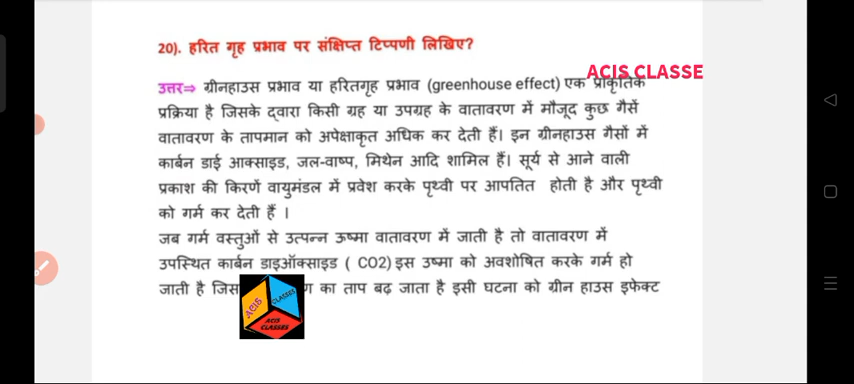 20). हरित गृह प्रभाव पर संक्षिप्त टिप्पणी लिखिए?
ACIS CLASSE
उत्तर⇒ ग्रीनहाउस प्रभाव या हरितगृह प्रभाव (greenhouse effect) एक प्राकृतिक
प्रक्रिया है जिसके द्वारा किसी ग्रह या उपग्रह के वातावरण में मौजूद कुछ गैसें
वातावरण के तापमान को अपेक्षाकृत अधिक कर देती हैं। इन ग्रीनहाउस गैसों में
कार्बन डाई आक्साइड, जल-वाष्प, मिथेन आदि शामिल हैं। सूर्य से आने वाली
प्रकाश की किरणें वायुमंडल में प्रवेश करके पृथ्वी पर आपतित होती है और पृथ्वी
को गर्म कर देती हैं ।
जब गर्म वस्तुओं से उत्पन्न ऊष्मा वातावरण में जाती है तो वातावरण में
उपस्थित कार्बन डाइऑक्साइड ( CO2) इस उष्मा को अवशोषित करके गर्म हो
जाती है का ताप बढ़ जाता है इसी घटना को ग्रीन हाउस इफेक्ट
ACIS CLASSES
ACIS CLASSES